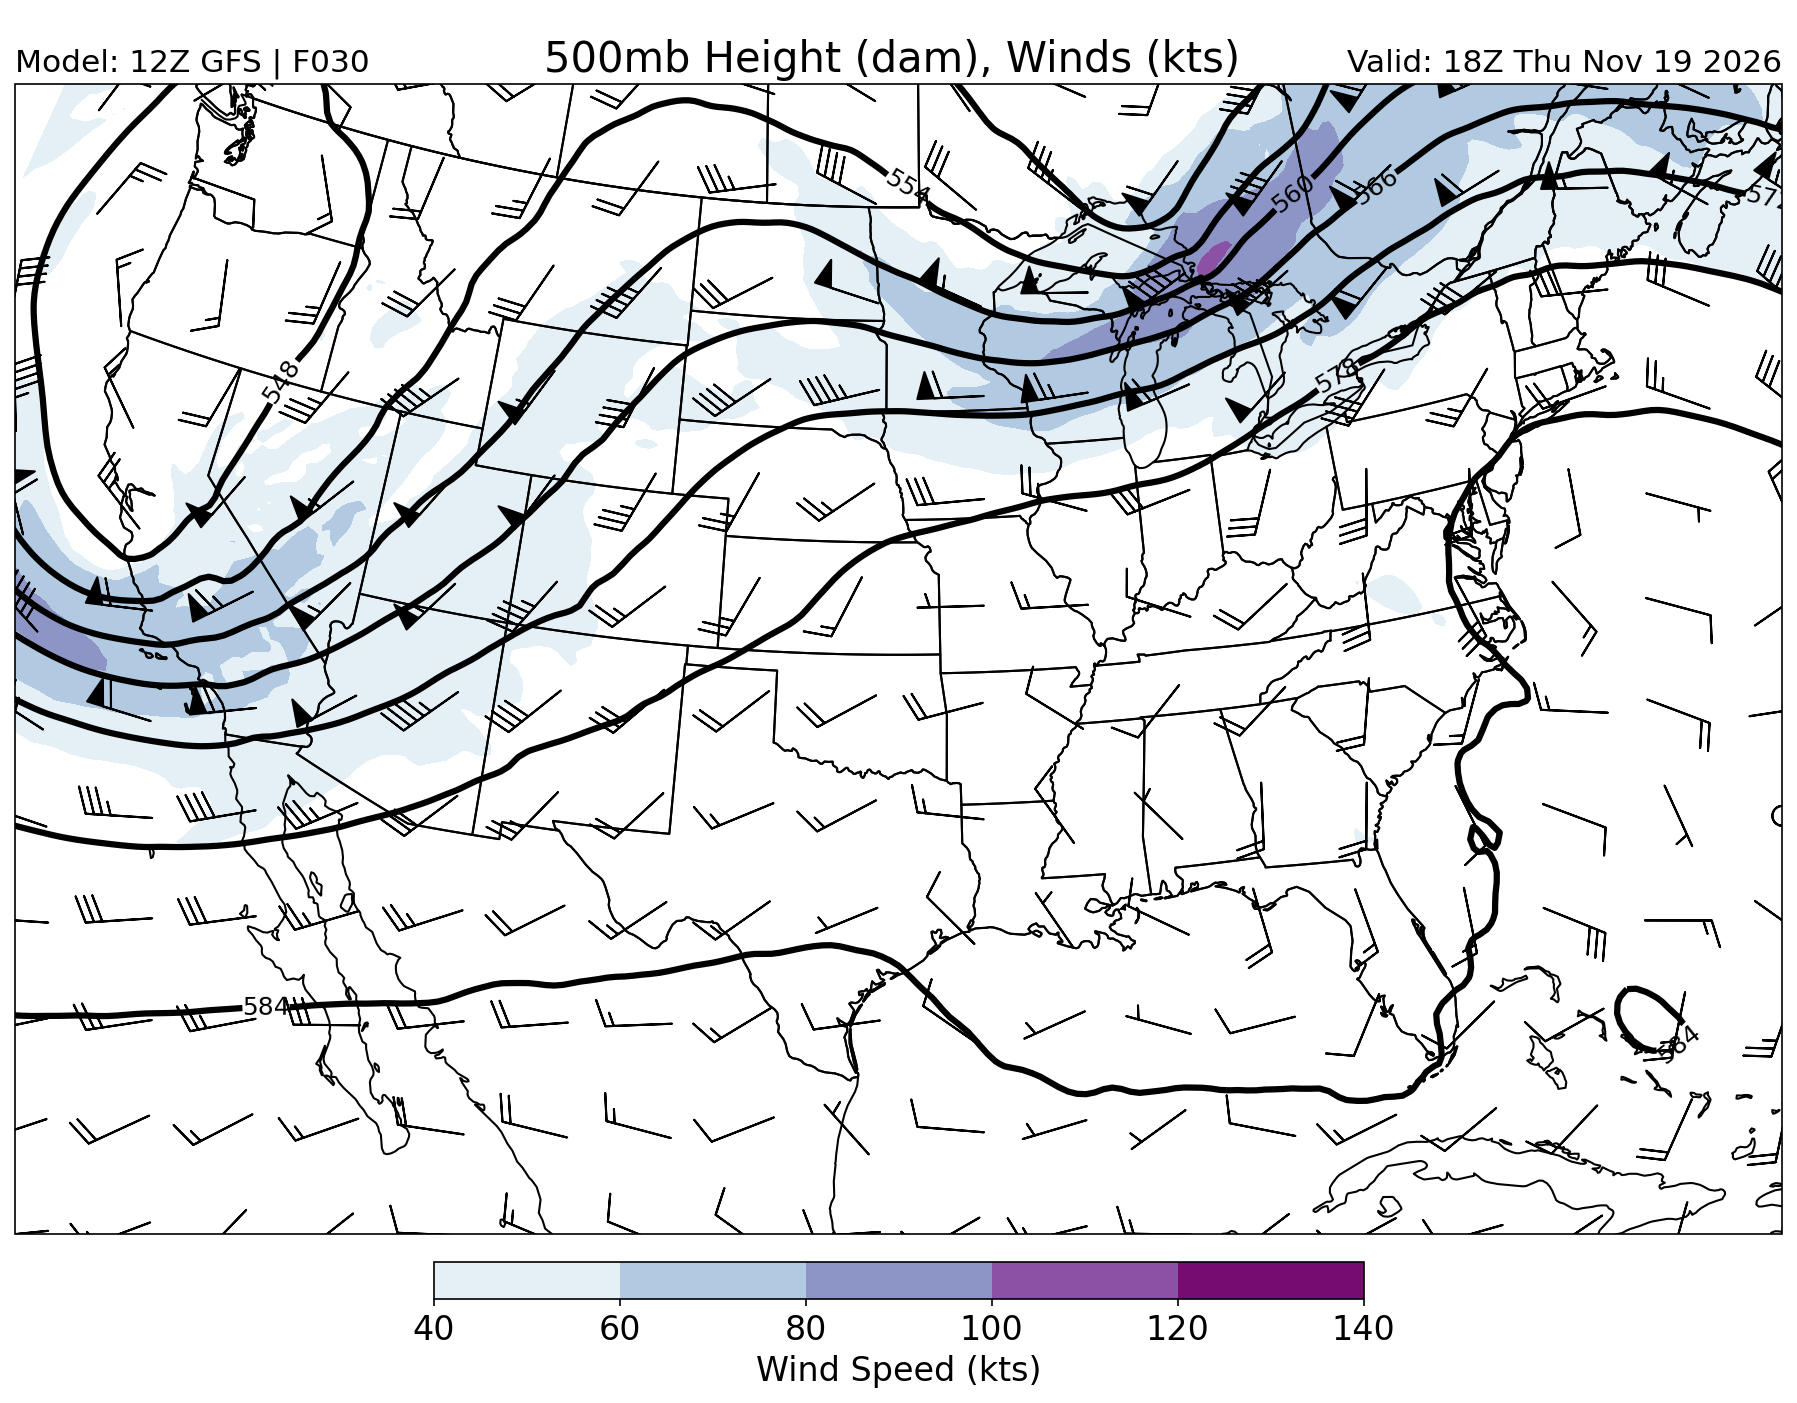 Model: 12Z GFS | F030
500mb Height (dam), Winds (kts)
Valid: 18Z Thu Nov 19 2026
554
560
566
572
548
578
584
584
40 60 80 100 120 140
Wind Speed (kts)